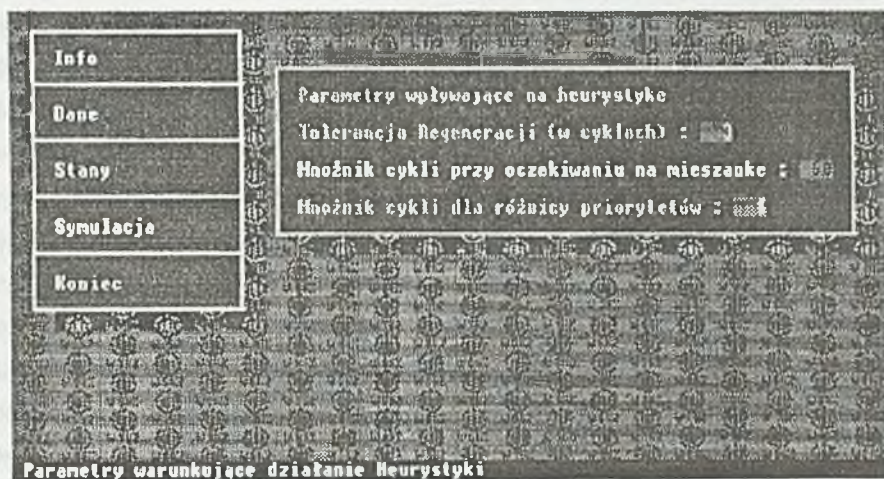 Info
Dane
Stany
Symulacja
Koniec
Parametry wpływające na heurystykę
Tolerancja Regeneracji (w cyklach) :
Mnożnik cykli przy oczekiwaniu na mieszankę :
Mnożnik cykli dla różnicy priorytetów :
Parametry warunkujące działanie Heurystyki